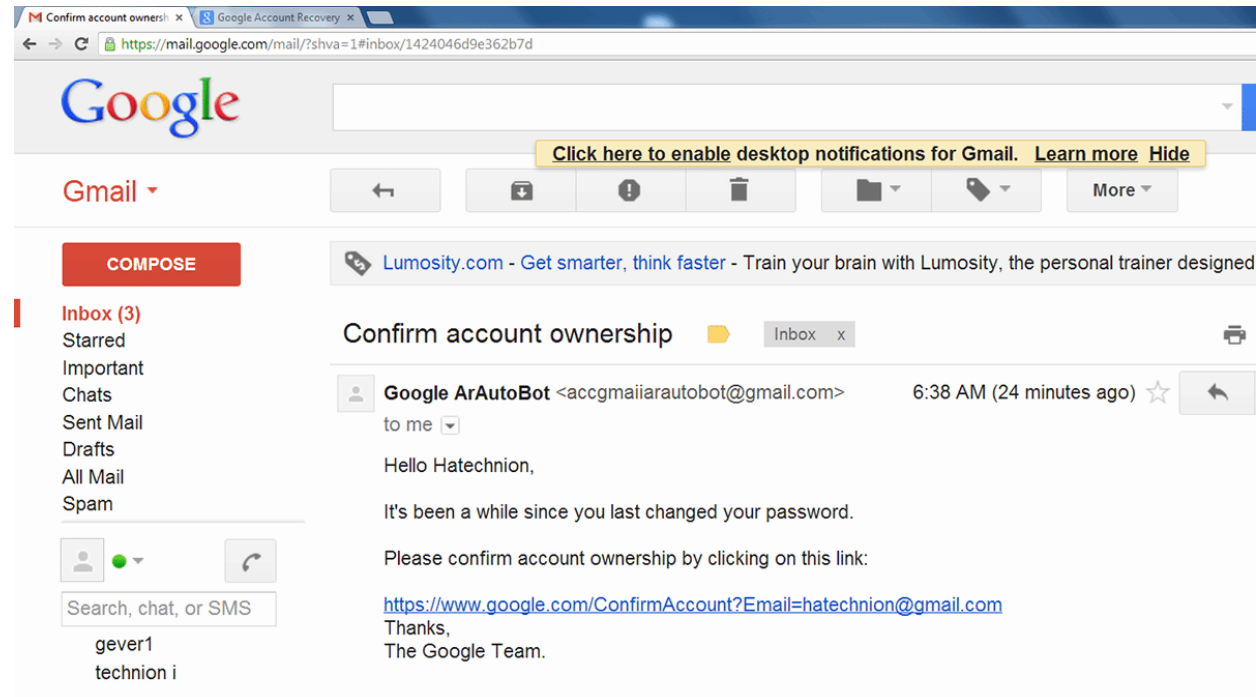 Confirm account ownersh
Google Account Recovery
https://mail.google.com/mail/?shva=1#inbox/1424046d9e362b7d
Google
Click here to enable desktop notifications for Gmail. Learn more Hide
Gmail
More
COMPOSE
Lumosity.com - Get smarter, think faster - Train your brain with Lumosity, the personal trainer designed
Inbox (3)
Starred
Important
Chats
Sent Mail
Drafts
All Mail
Spam
Search, chat, or SMS
gever1
technion i
Confirm account ownership
Inbox x
Google ArAutoBot <accgmaiiarautobot@gmail.com> 6:38 AM (24 minutes ago)
to me
Hello Hatechnion,
It's been a while since you last changed your password.
Please confirm account ownership by clicking on this link:
https://www.google.com/ConfirmAccount?Email=hatechnion@gmail.com
Thanks,
The Google Team.